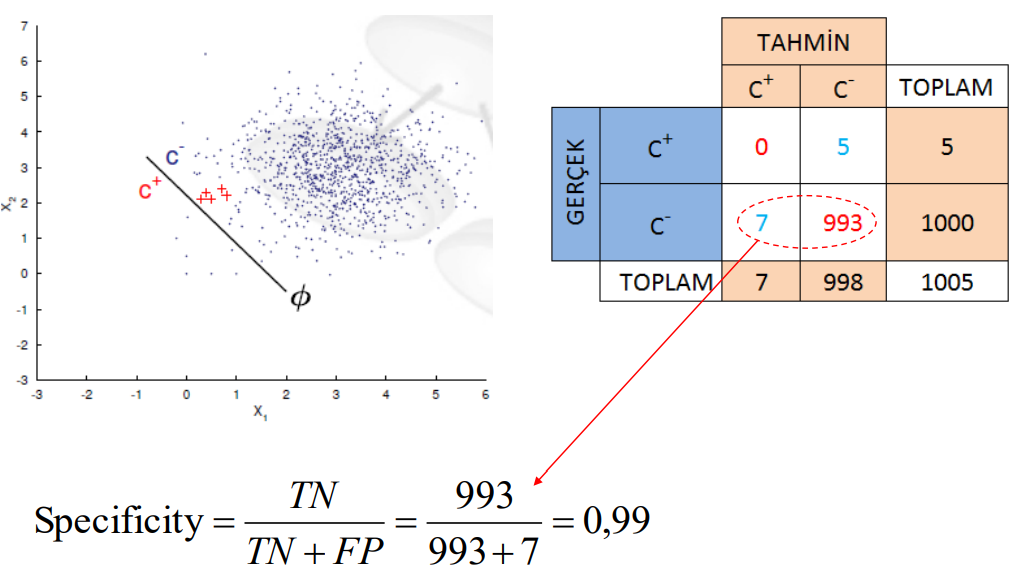 7
6
5
4
3
2
1
0
-1
-2
-3
-3 -2 -1 0 1 2 3 4 5 6
X₂
X₁
C⁻
C⁺
ϕ
TAHMİN
C⁺ C⁻ TOPLAM
GERÇEK
C⁺ 0 5 5
C⁻ 7 993 1000
TOPLAM 7 998 1005
Specificity = TN / TN + FP = 993 / 993 + 7 = 0,99